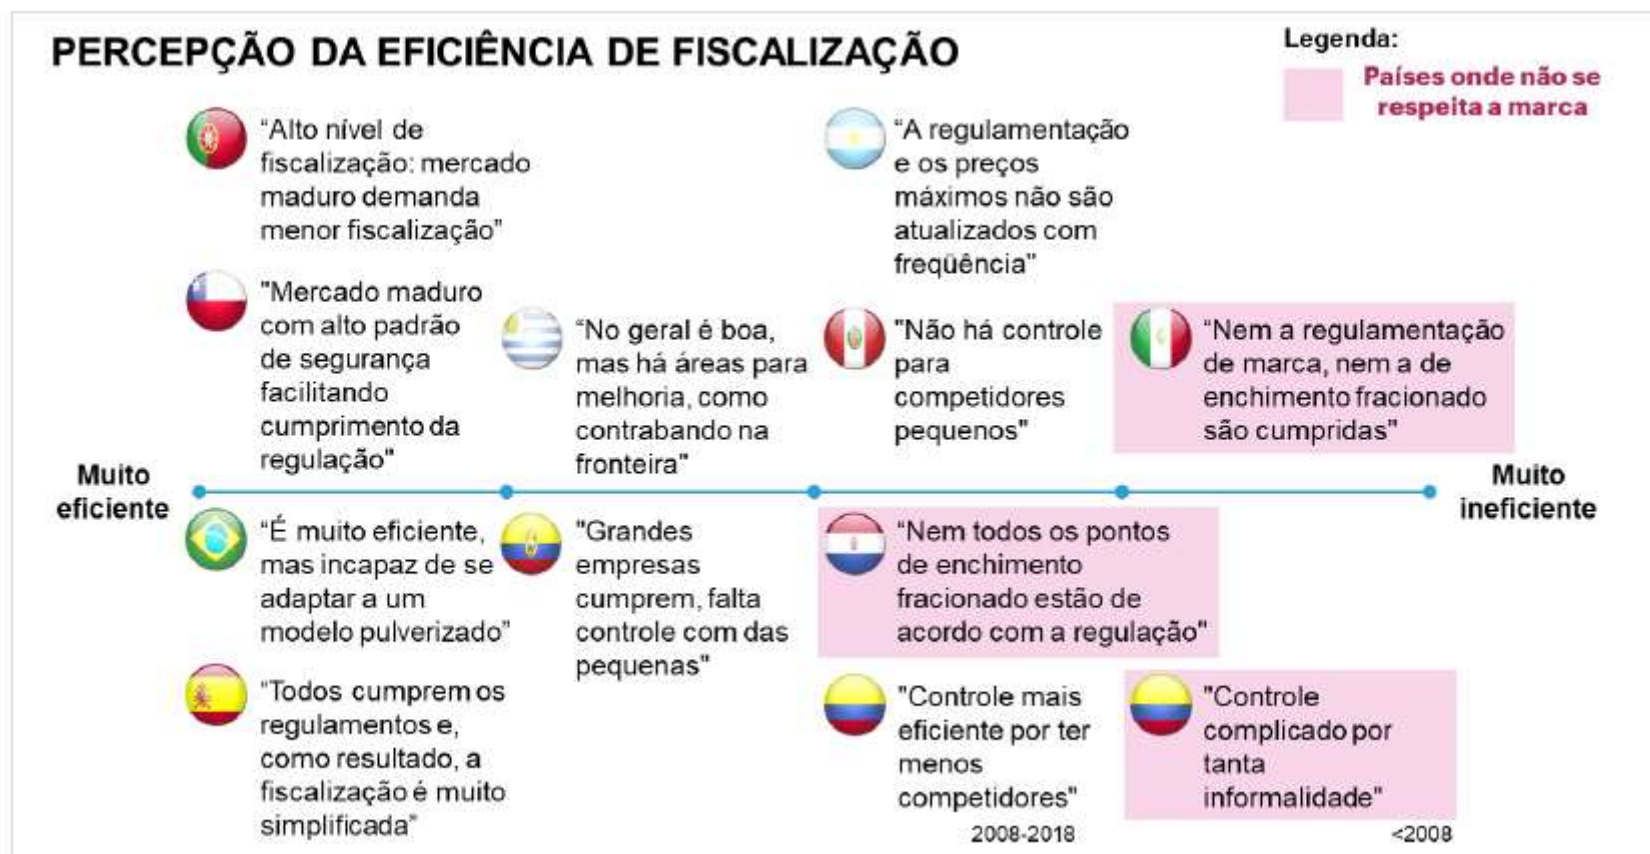 PERCEPÇÃO DA EFICIÊNCIA DE FISCALIZAÇÃO
Legenda:
Países onde não se
respeita a marca
“Alto nível de
fiscalização: mercado
maduro demanda
menor fiscalização”
“A regulamentação
e os preços
máximos não são
atualizados com
freqüência"
"Mercado maduro
com alto padrão
de segurança
facilitando
cumprimento da
regulação"
“No geral é boa,
mas há áreas para
melhoria, como
contrabando na
fronteira"
"Não há controle
para
competidores
pequenos"
“Nem a regulamentação
de marca, nem a de
enchimento fracionado
são cumpridas"
Muito
eficiente
Muito
ineficiente
“É muito eficiente,
mas incapaz de se
adaptar a um
modelo pulverizado”
"Grandes
empresas
cumprem, falta
controle com das
pequenas"
“Nem todos os pontos
de enchimento
fracionado estão de
acordo com a regulação"
“Todos cumprem os
regulamentos e,
como resultado, a
fiscalização é muito
simplificada”
"Controle mais
eficiente por ter
menos
competidores"
2008-2018
"Controle
complicado por
tanta
informalidade"
<2008